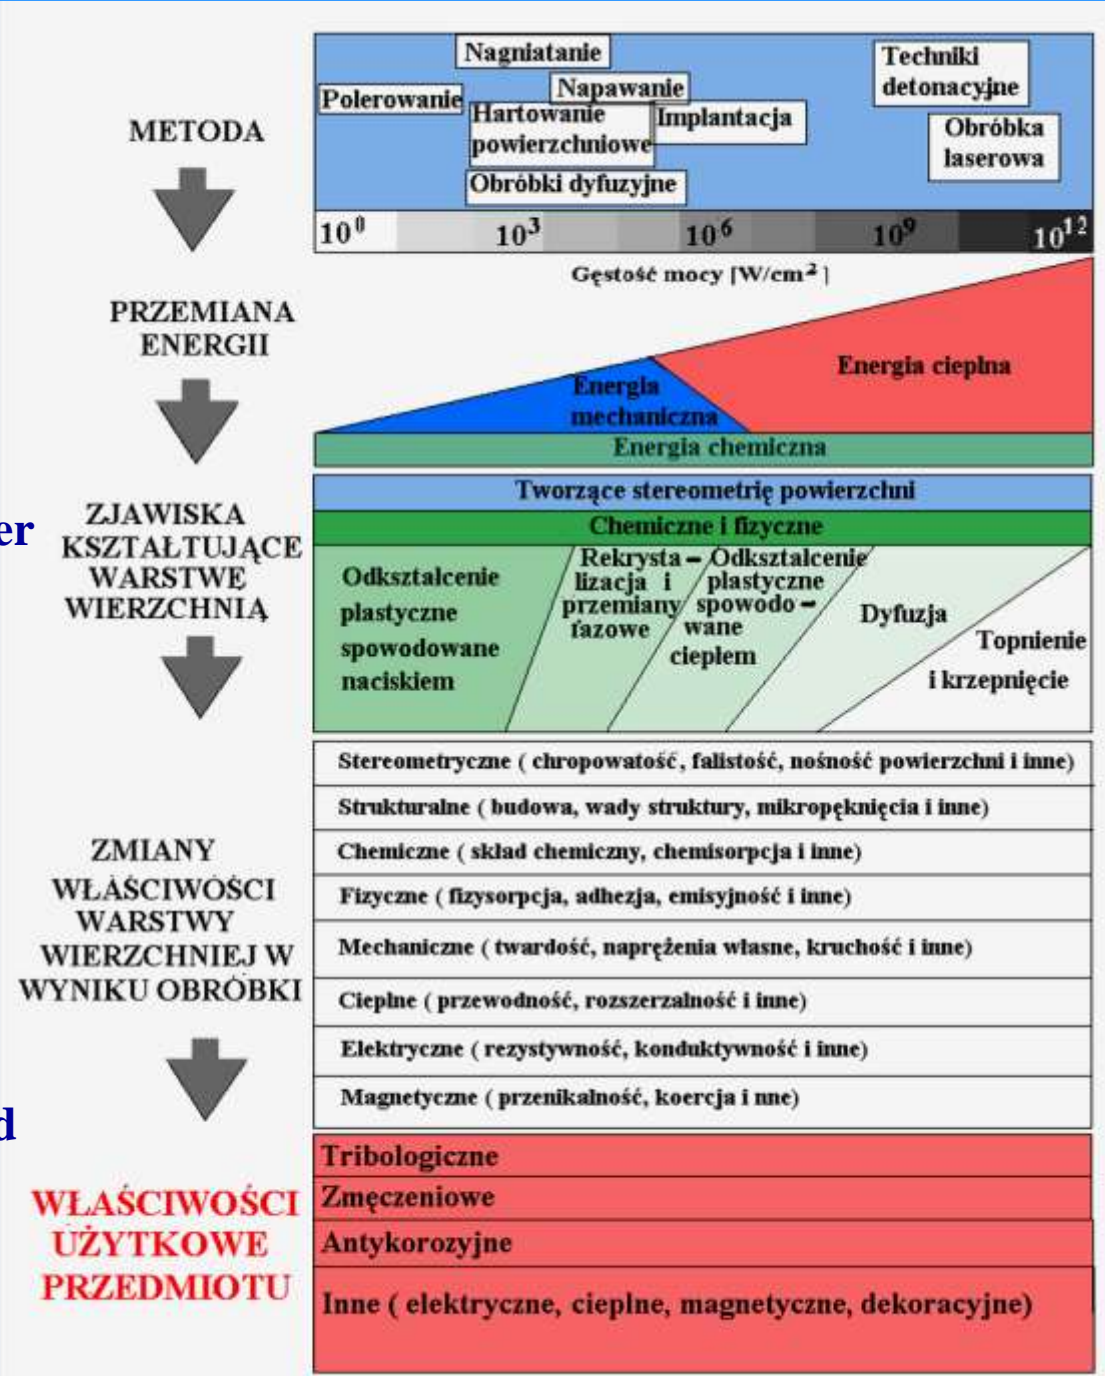 METODA
Nagniatanie
Techniki
detonacyjne
Polerowanie
Napawanie
Hartowanie
powierzchniowe
Implantacja
Obróbka
laserowa
Obróbki dyfuzyjne
10⁰ 10³ 10⁶ 10⁹ 10¹²
Gęstość mocy [W/cm²]
PRZEMIANA
ENERGII
Energia cieplna
Energia
mechaniczna
Energia chemiczna
er
ZJAWISKA
KSZTAŁTUJĄCE
WARSTWĘ
WIERZCHNIĄ
Tworzące stereometrię powierzchni
Chemiczne i fizyczne
Odkształcenie
plastyczne
spowodowane
naciskiem
Rekrysta –
lizacja i
przemiany
fazowe
Odkształcenie
plastyczne
spowodo –
wane
ciepłem
Dyfuzja
Topnienie
i krzepnięcie
ZMIANY
WŁAŚCIWOŚCI
WARSTWY
WIERZCHNIEJ W
WYNIKU OBRÓBKI
Stereometryczne ( chropowatość, falistość, nośność powierzchni i inne)
Strukturalne ( budowa, wady struktury, mikropęknięcia i inne)
Chemiczne ( skład chemiczny, chemisorpcja i inne)
Fizyczne ( fizysorpcja, adhezja, emisyjność i inne)
Mechaniczne ( twardość, naprężenia własne, kruchość i inne)
Cieplne ( przewodność, rozszerzalność i inne)
Elektryczne ( rezystywność, konduktywność i inne)
Magnetyczne ( przenikalność, koercja i nne)
d
WŁAŚCIWOŚCI
UŻYTKOWE
PRZEDMIOTU
Tribologiczne
Zmęczeniowe
Antykorozyjne
Inne ( elektryczne, cieplne, magnetyczne, dekoracyjne)